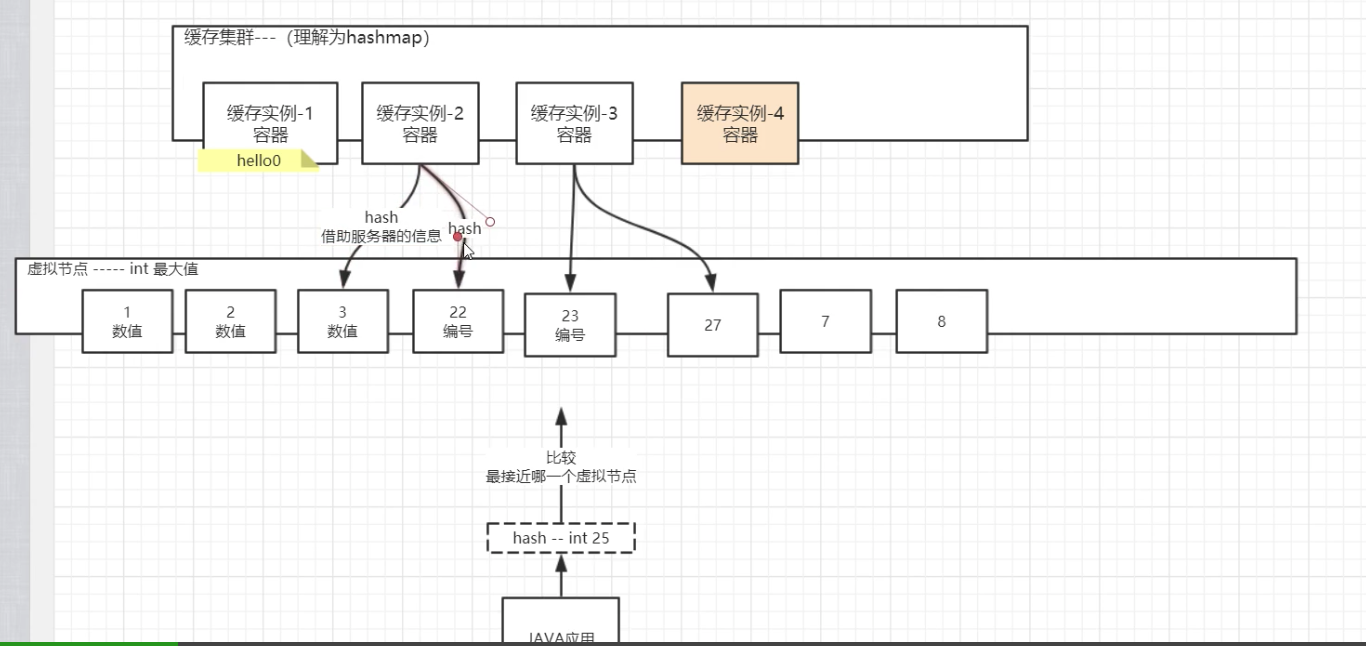 缓存集群---（理解为hashmap）
缓存实例-1
容器
缓存实例-2
容器
缓存实例-3
容器
缓存实例-4
容器
hello0
hash
借助服务器的信息
hash
虚拟节点 ----- int 最大值
1
数值
2
数值
3
数值
22
编号
23
编号
27
7
8
比较
最接近哪一个虚拟节点
hash -- int 25
JAVA应用